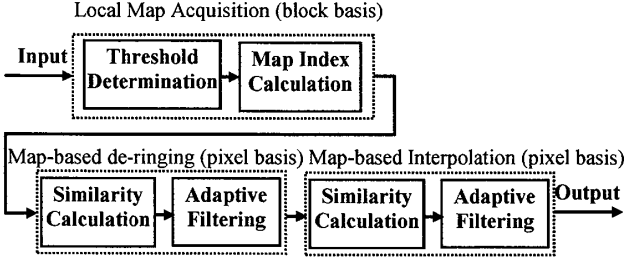 Local Map Acquisition (block basis)
Input
Threshold
Determination
Map Index
Calculation
Map-based de-ringing (pixel basis)
Map-based Interpolation (pixel basis)
Similarity
Calculation
Adaptive
Filtering
Similarity
Calculation
Adaptive
Filtering
Output